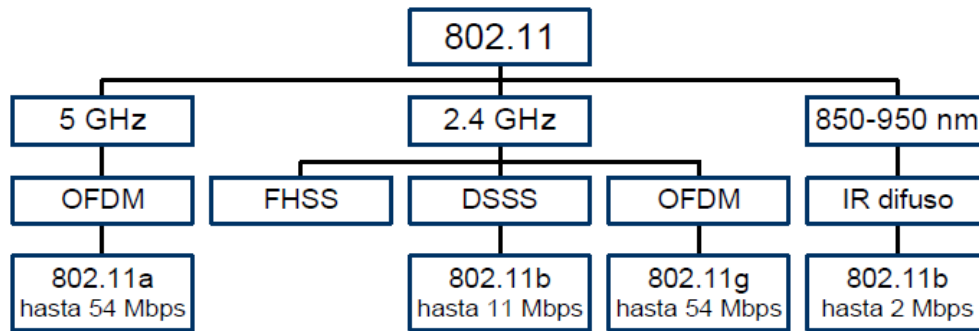 802.11
5 GHz
2.4 GHz
850-950 nm
OFDM
FHSS
DSSS
OFDM
IR difuso
802.11a
hasta 54 Mbps
802.11b
hasta 11 Mbps
802.11g
hasta 54 Mbps
802.11b
hasta 2 Mbps